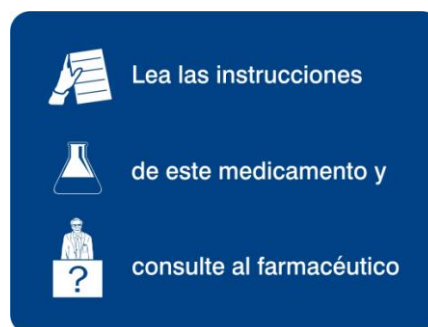 Lea las instrucciones
de este medicamento y
?
consulte al farmacéutico